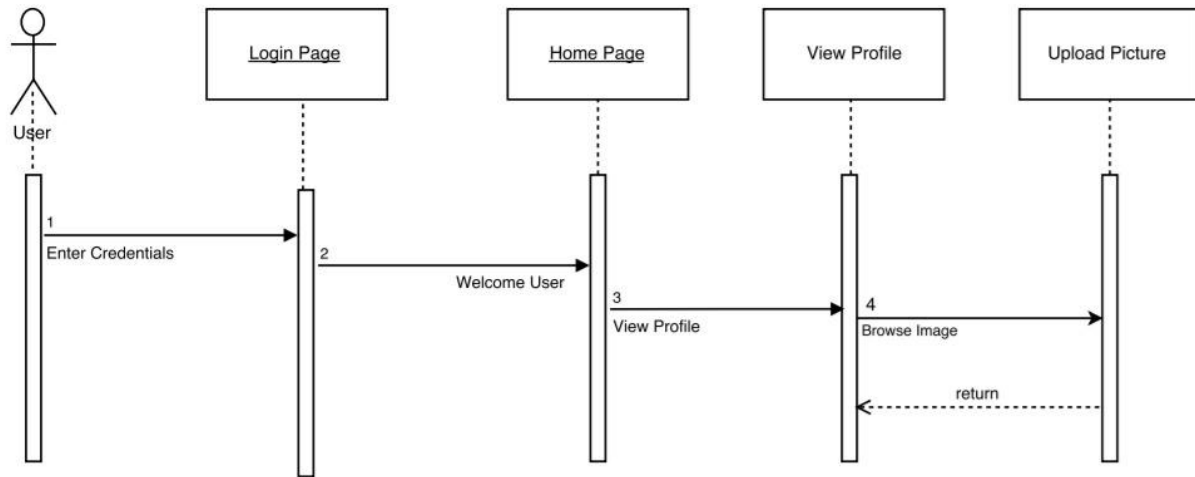 Login Page
Home Page
View Profile
Upload Picture
User
1
Enter Credentials
2
Welcome User
3
View Profile
4
Browse Image
return